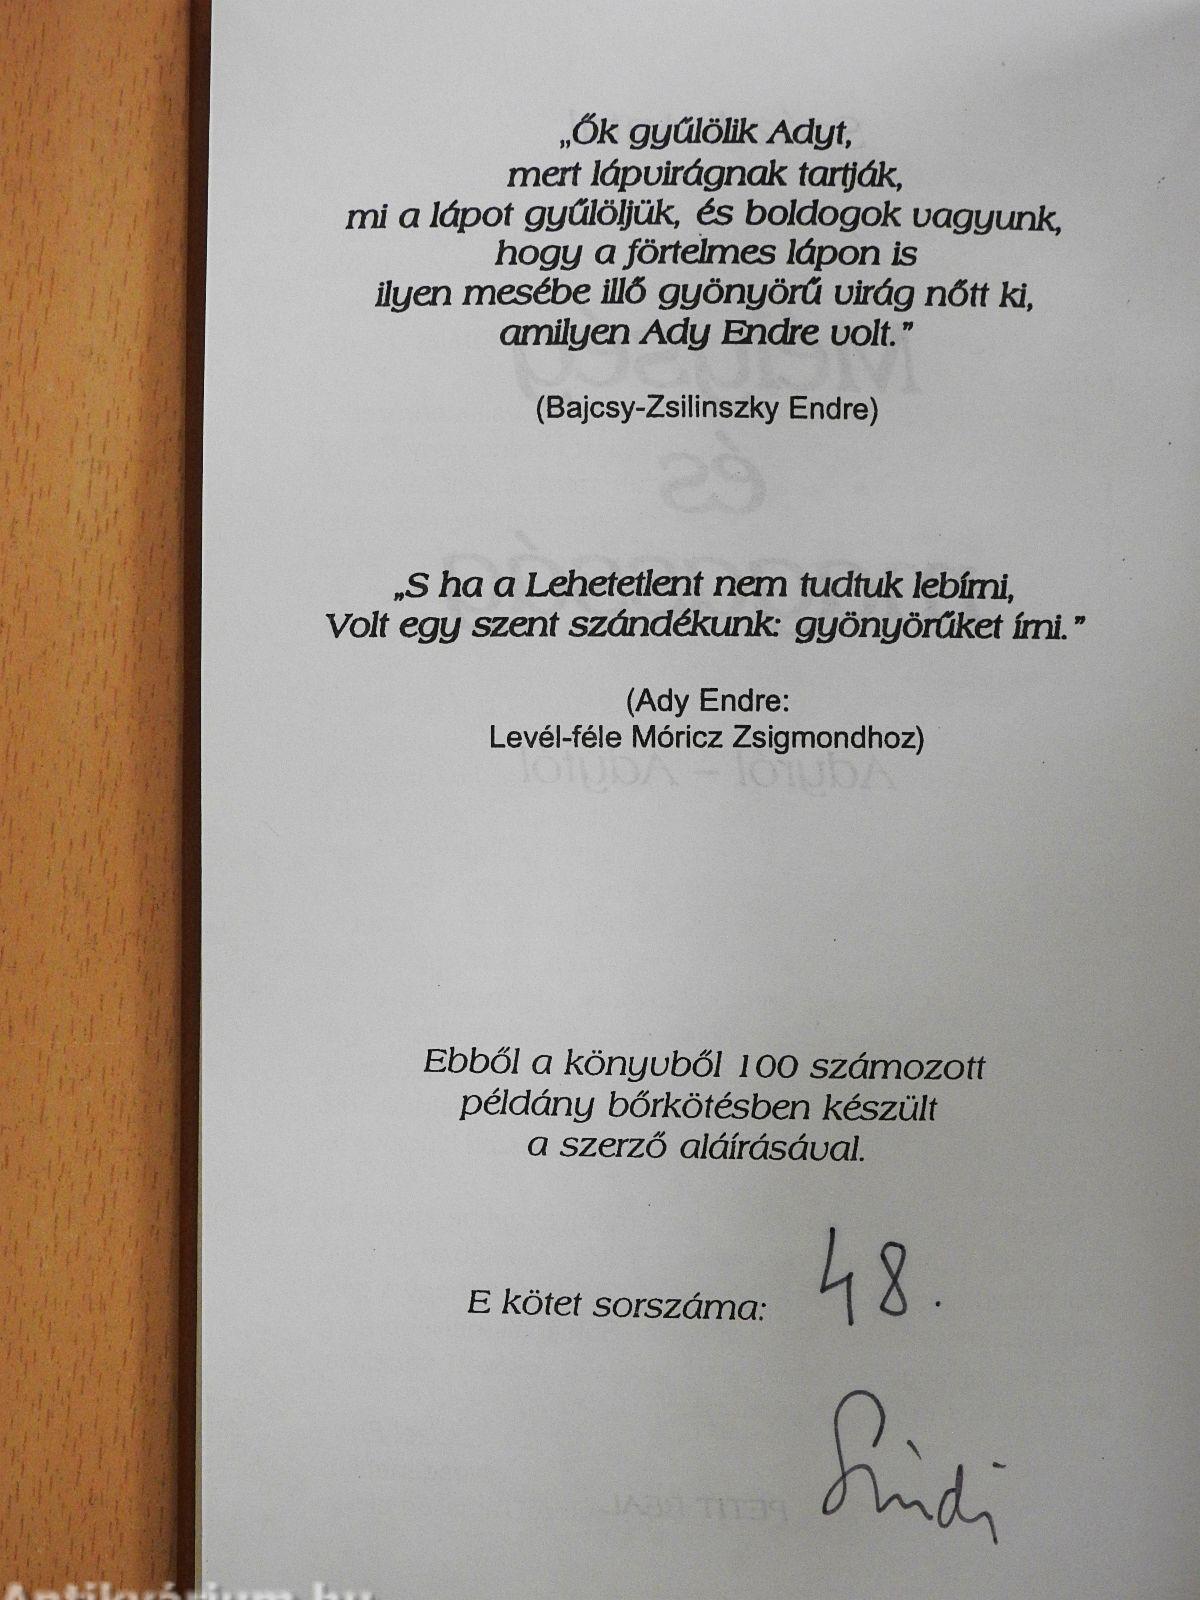 „Ők gyűlölik Adyt,
mert lápvirágnak tartják,
mi a lápot gyűlöljük, és boldogok vagyunk,
hogy a förtelmes lápon is
ilyen mesébe illő gyönyörű virág nőtt ki,
amilyen Ady Endre volt.”
(Bajcsy-Zsilinszky Endre)
„S ha a Lehetetlent nem tudtuk lebírni,
Volt egy szent szándékunk: gyönyörűket írni.”
(Ady Endre:
Levél-féle Móricz Zsigmondhoz)
Ebből a könyvből 100 számozott
példány bőrkötésben készült
a szerző aláírásával.
E kötet sorszáma: 48.
Antikvárium.hu